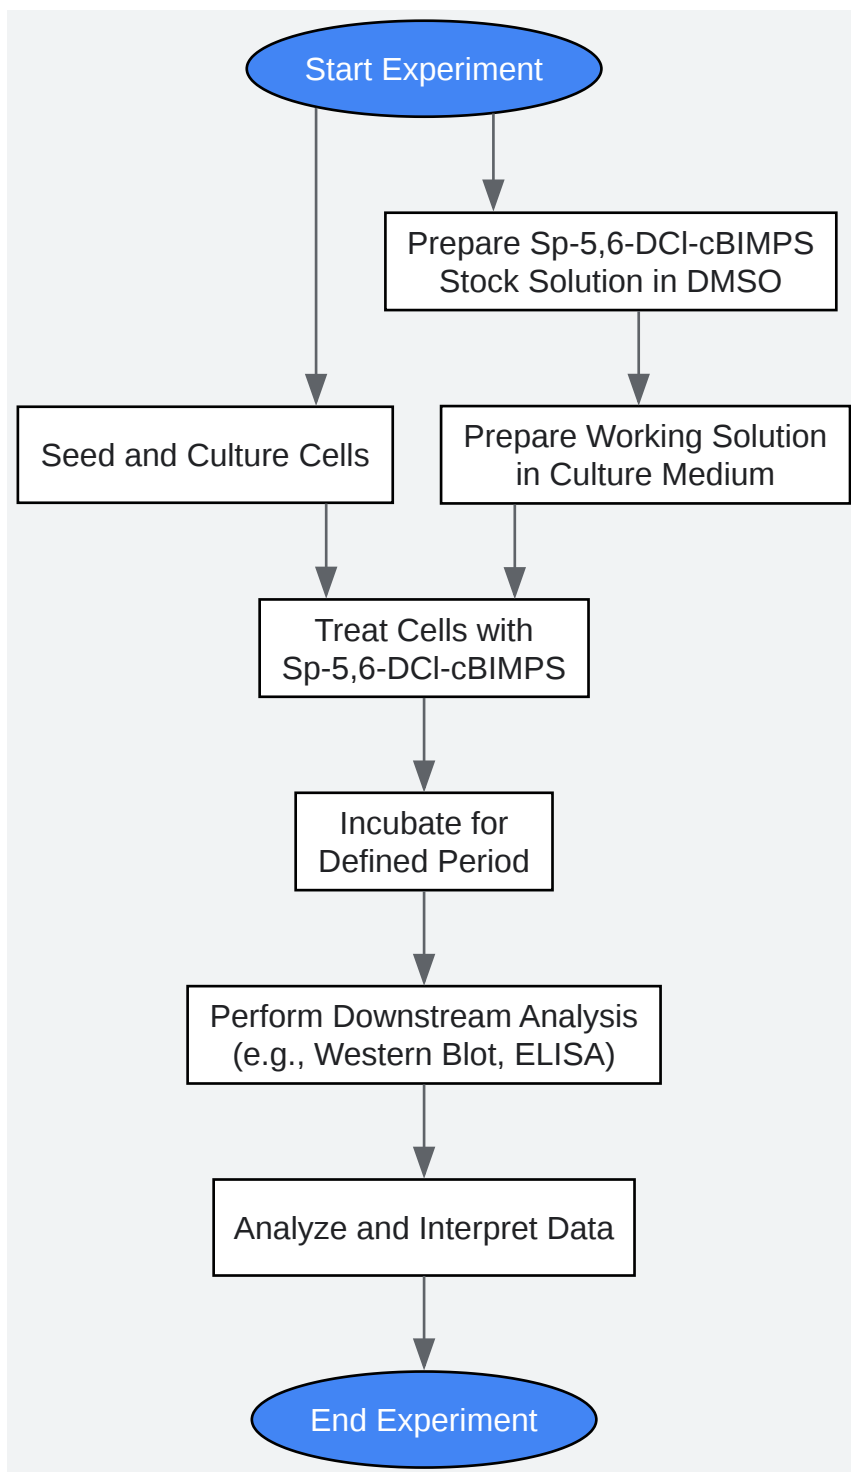 Start Experiment
Prepare Sp-5,6-DCl-cBIMPS
Stock Solution in DMSO
Seed and Culture Cells
Prepare Working Solution
in Culture Medium
Treat Cells with
Sp-5,6-DCl-cBIMPS
Incubate for
Defined Period
Perform Downstream Analysis
(e.g., Western Blot, ELISA)
Analyze and Interpret Data
End Experiment